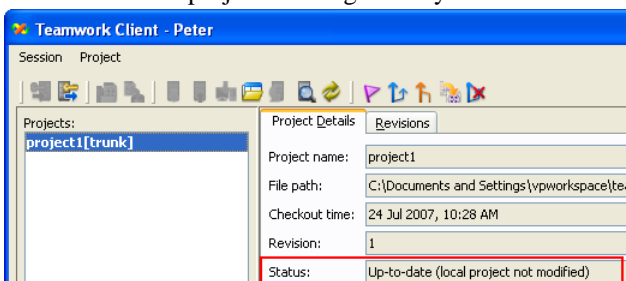 Teamwork Client - Peter
Session Project
Projects:
project1[trunk]
Project Details Revisions
Project name: project1
File path: C:\Documents and Settings\vpworkspace\te
Checkout time: 24 Jul 2007, 10:28 AM
Revision: 1
Status: Up-to-date (local project not modified)